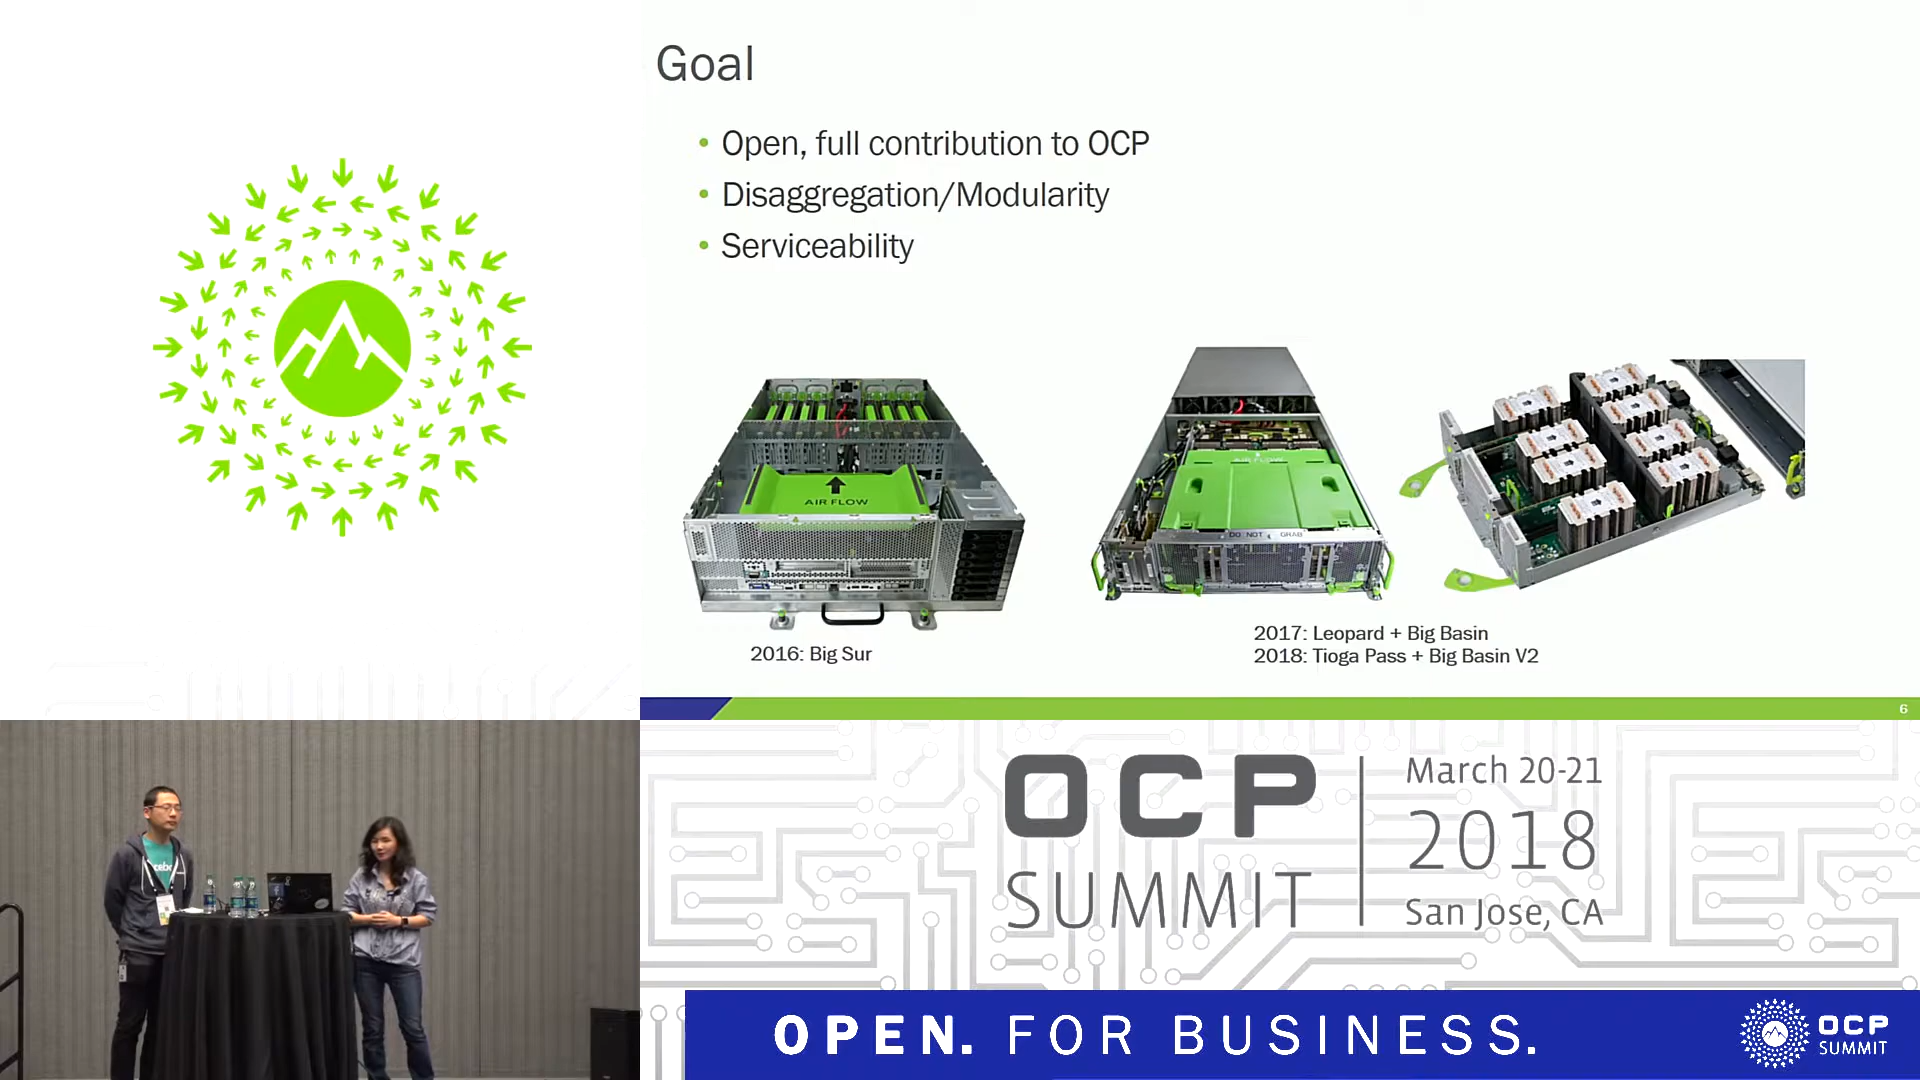 Goal
• Open, full contribution to OCP
• Disaggregation/Modularity
• Serviceability
AIR FLOW
AIR FLOW
DO NOT GRAB
2016: Big Sur
2017: Leopard + Big Basin
2018: Tioga Pass + Big Basin V2
6
OCP
SUMMIT
March 20-21
2018
San Jose, CA
OPEN. FOR BUSINESS.
OCP
SUMMIT